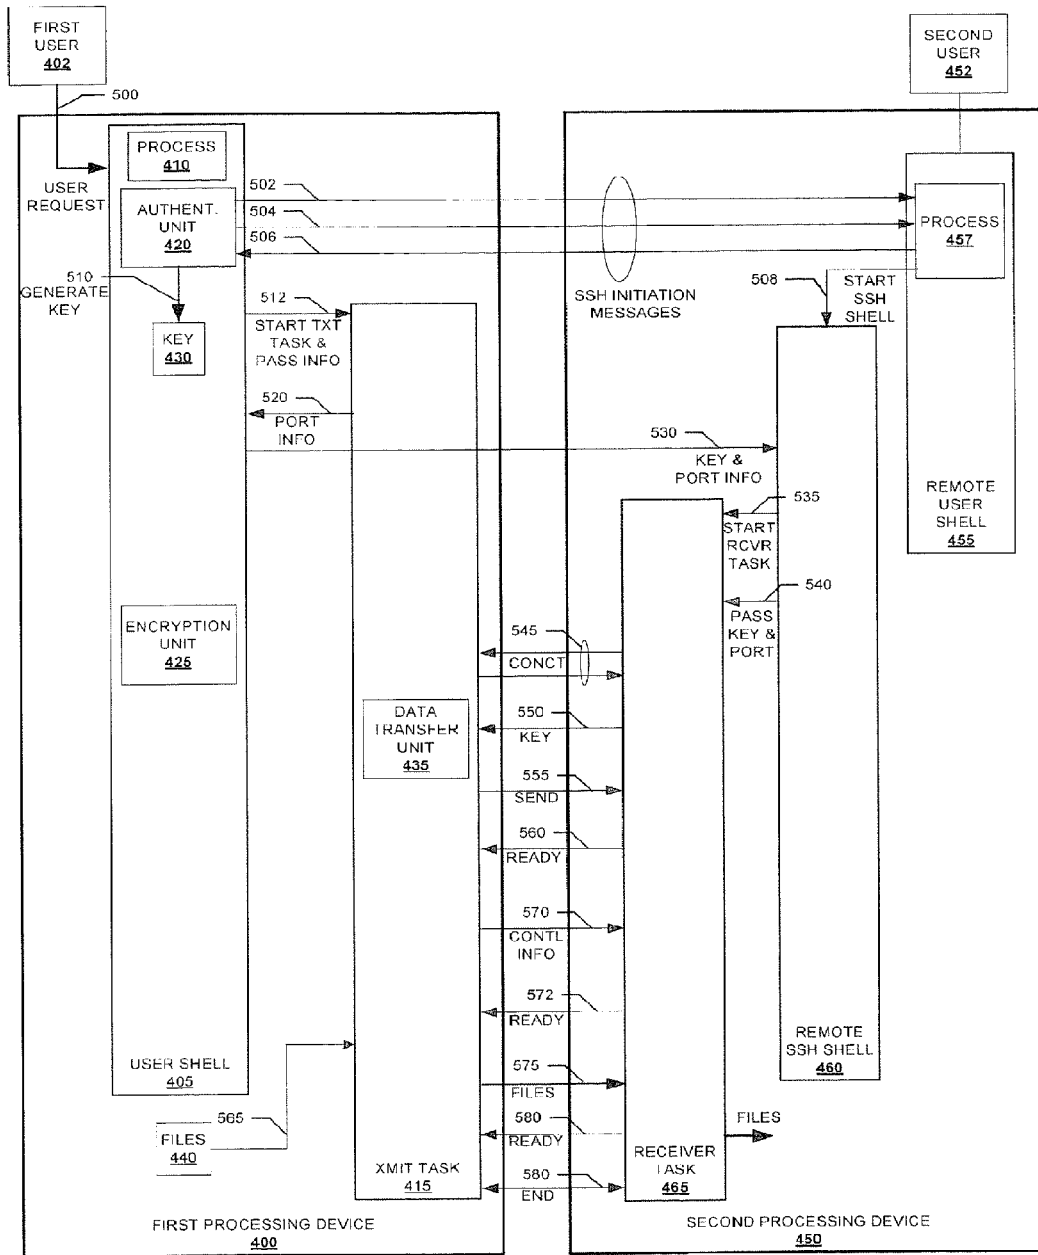 FIRST
USER
402
SECOND
USER
452
500
PROCESS
410
USER
REQUEST
502
AUTHENT.
UNIT
420
504
506
PROCESS
457
510
GENERATE
KEY
508
START
SSH
SHELL
SSH INITIATION
MESSAGES
512
START TXT
TASK &
PASS INFO
KEY
430
520
PORT
INFO
530
KEY &
PORT INFO
REMOTE
USER
SHELL
455
535
START
RCVR
TASK
540
PASS
KEY &
PORT
ENCRYPTION
UNIT
425
545
CONCT
DATA
TRANSFER
UNIT
435
550
KEY
555
SEND
560
READY
570
CONTL
INFO
572
READY
REMOTE
SSH SHELL
460
USER SHELL
405
575
FILES
565
FILES
440
580
READY
FILES
XMIT TASK
415
RECEIVER
TASK
465
580
END
FIRST PROCESSING DEVICE
400
SECOND PROCESSING DEVICE
450